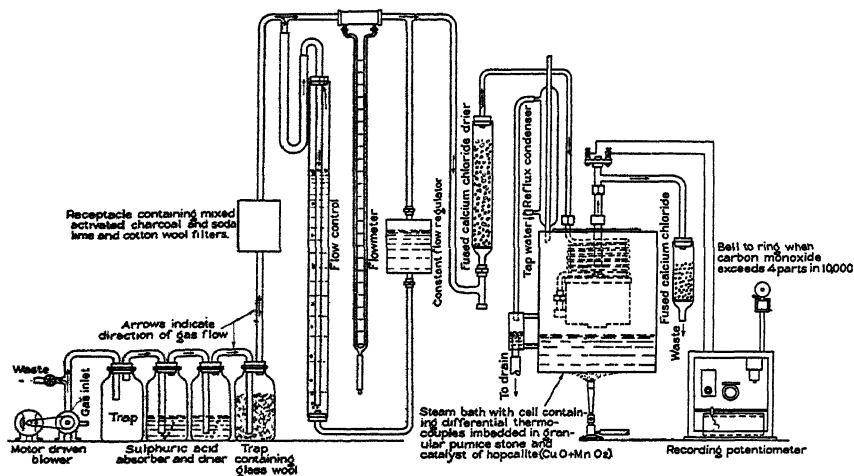 Receptacle containing mixed
activated charcoal and soda
lime and cotton wool filters.
Arrows indicate
direction of gas flow
Waste
Gas inlet
Motor driven
blower
Trap
Sulphuric acid
absorber and drier
Trap
containing
glass wool
Flow control
Flowmeter
Constant flow regulator
Fused calcium chloride drier
Tap water in
Reflux condenser
To drain
Steam bath with cell contain-
ing differential thermo-
couples imbedded in gran-
ular pumice stone and
catalyst of hopcalite (CuO+MnO2).
Fused calcium chloride
Waste
Bell to ring when
carbon monoxide
exceeds 4 parts in 10,000
Recording potentiometer